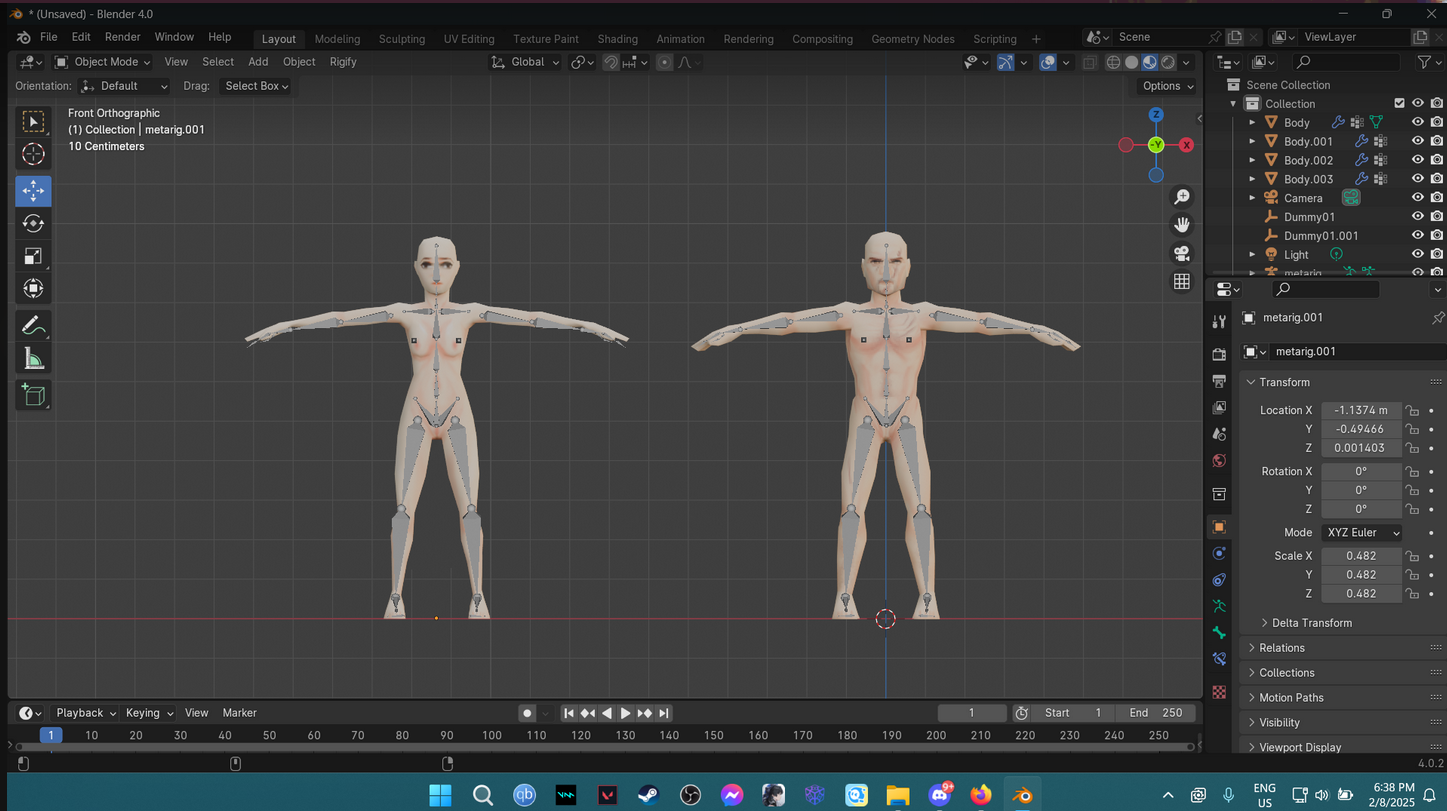 * (Unsaved) - Blender 4.0
File Edit Render Window Help
Layout Modeling Sculpting UV Editing Texture Paint Shading Animation Rendering Compositing Geometry Nodes Scripting +
Scene
ViewLayer
Object Mode View Select Add Object Rigify
Global
Orientation: Default Drag: Select Box
Options
Front Orthographic
(1) Collection | metarig.001
10 Centimeters
Z
-Y
X
Scene Collection
Collection
Body
Body.001
Body.002
Body.003
Camera
Dummy01
Dummy01.001
Light
metarig
metarig.001
metarig.001
Transform
Location X -1.1374 m
Y -0.49466
Z 0.001403
Rotation X 0°
Y 0°
Z 0°
Mode XYZ Euler
Scale X 0.482
Y 0.482
Z 0.482
Delta Transform
Relations
Collections
Motion Paths
Visibility
Viewport Display
Playback Keying View Marker
1
Start 1
End 250
1 10 20 30 40 50 60 70 80 90 100 110 120 130 140 150 160 170 180 190 200 210 220 230 240 250
4.0.2
qb
9+
ENG
US
6:38 PM
2/8/2025